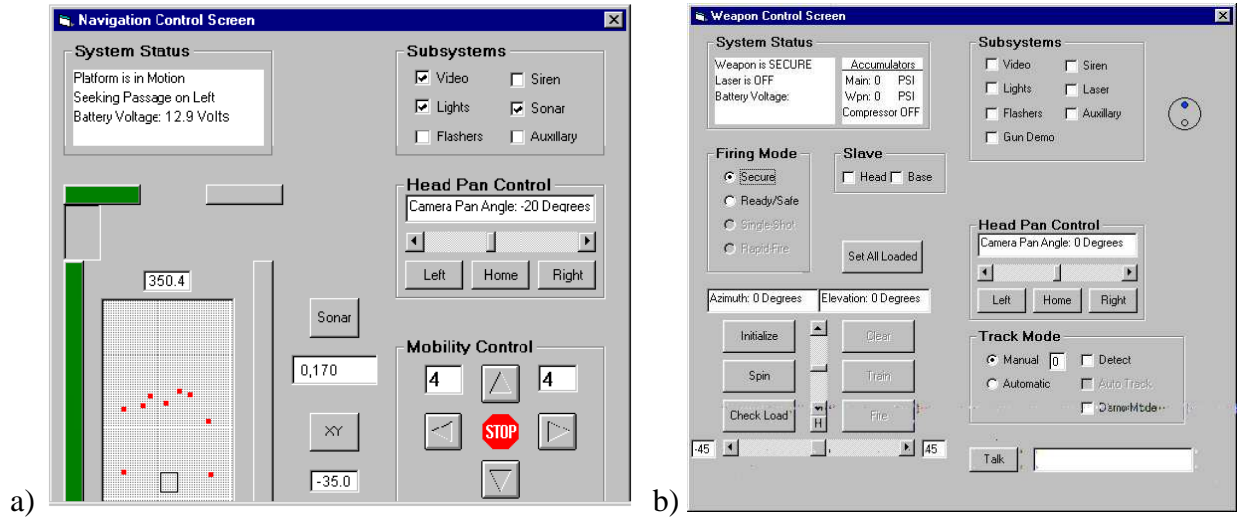 Navigation Control Screen
System Status
Platform is in Motion
Seeking Passage on Left
Battery Voltage: 12.9 Volts
Subsystems
Video
Siren
Lights
Sonar
Flashers
Auxillary
Head Pan Control
Camera Pan Angle: -20 Degrees
Left
Home
Right
350.4
Sonar
0,170
XY
-35.0
Mobility Control
4
4
STOP
a)
Weapon Control Screen
System Status
Weapon is SECURE
Laser is OFF
Battery Voltage:
Accumulators
Main: 0 PSI
Wpn: 0 PSI
Compressor OFF
Subsystems
Video
Siren
Lights
Laser
Flashers
Auxillary
Gun Demo
Firing Mode
Secure
Ready/Safe
Single-Shot
Rapid-Fire
Slave
Head
Base
Set All Loaded
Head Pan Control
Camera Pan Angle: 0 Degrees
Left
Home
Right
Azimuth: 0 Degrees
Elevation: 0 Degrees
Initialize
Clear
Spin
Train
Check Load
H
Fire
-45
45
Track Mode
Manual
0
Detect
Automatic
Auto Track
Demo Mode
Talk
b)